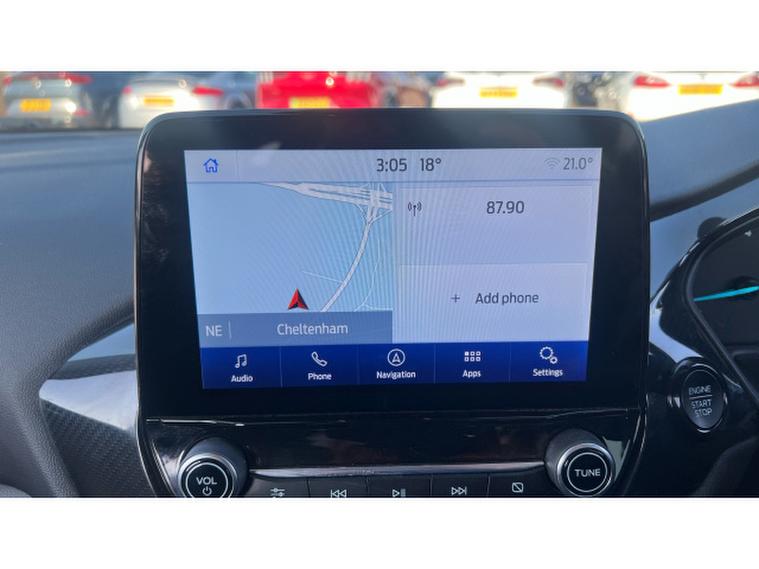 3:05 18° 21.0°
87.90
+ Add phone
NE Cheltenham
Audio Phone Navigation Apps Settings
ENGINE
START
STOP
VOL TUNE